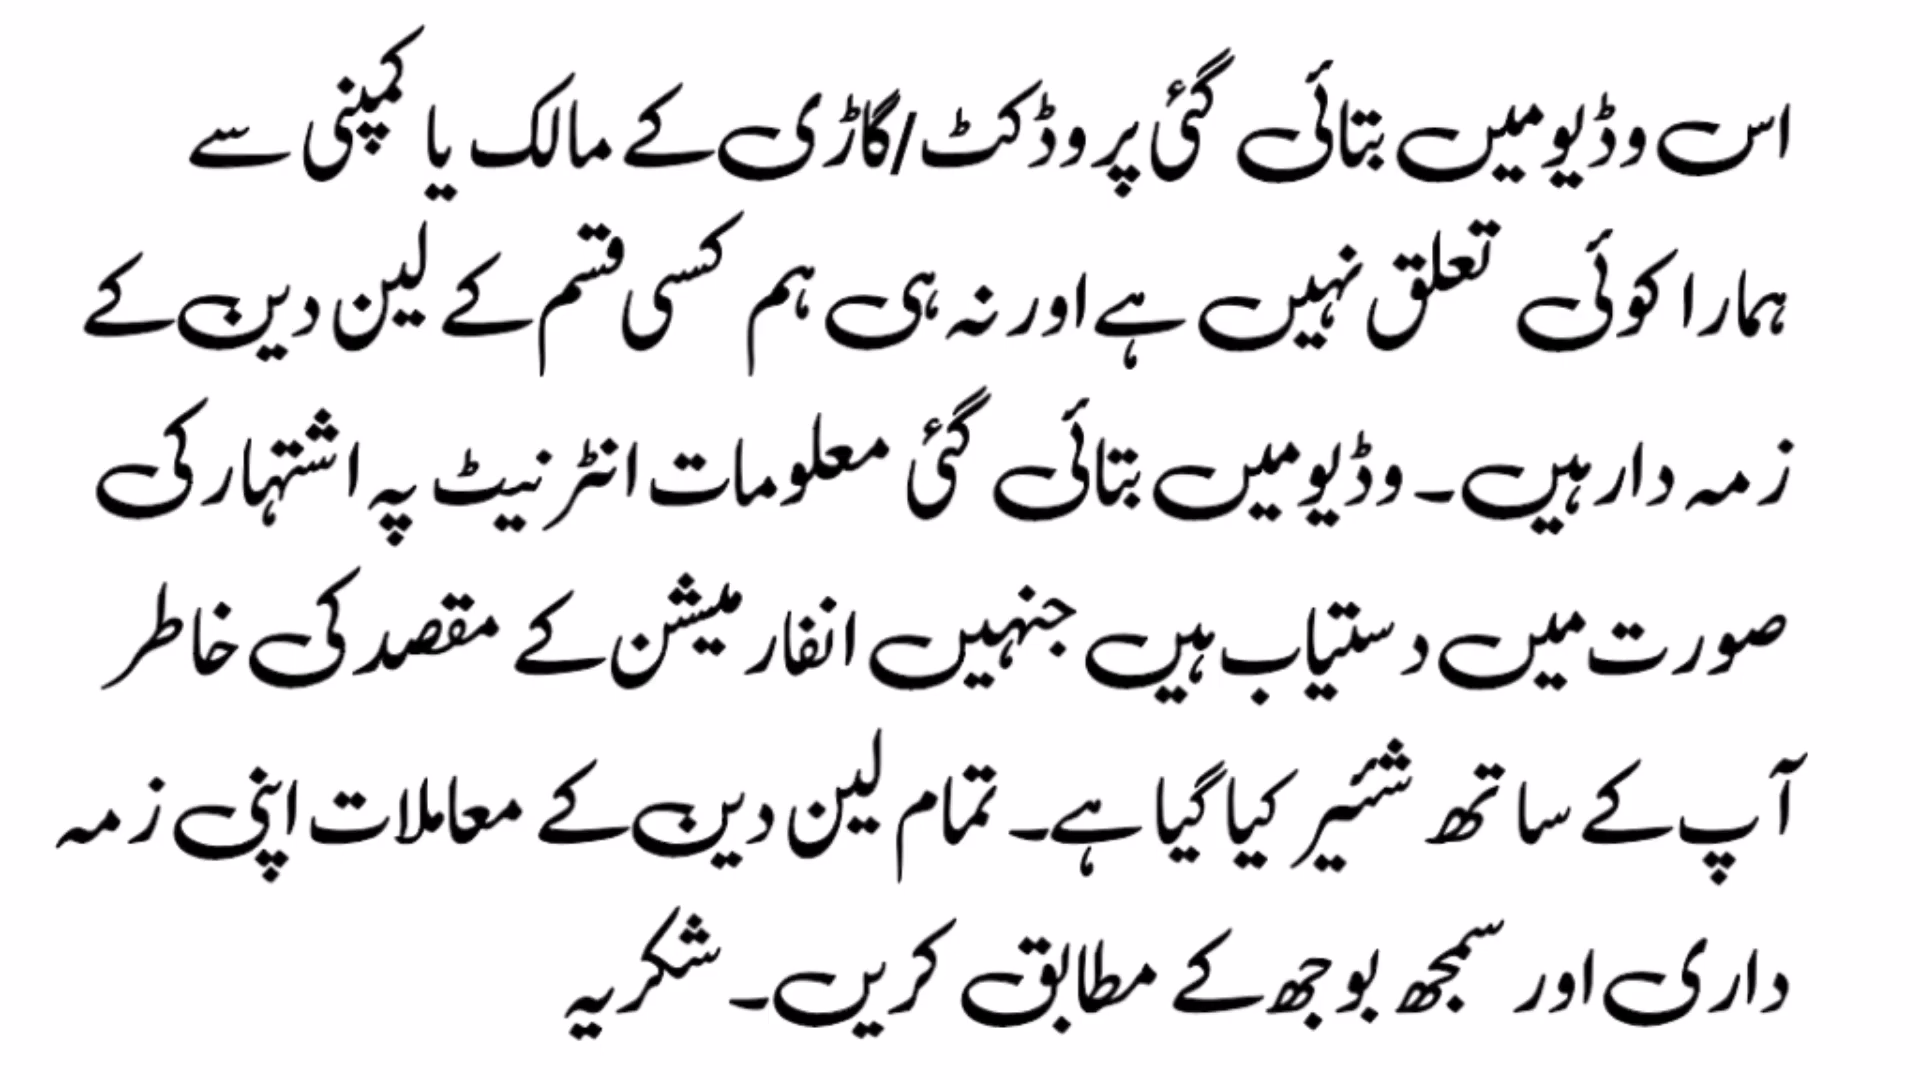 اس وڈیو میں بتائی گئی پروڈکٹ/گاڑی کے مالک یا کمپنی سے
ہمارا کوئی تعلق نہیں ہے اور نہ ہی ہم کسی قسم کے لین دین کے
زمہ دار ہیں۔ وڈیو میں بتائی گئی معلومات انٹرنیٹ پہ اشتہار کی
صورت میں دستیاب ہیں جنہیں انفارمیشن کے مقصد کی خاطر
آپ کے ساتھ شئیر کیا گیا ہے۔ تمام لین دین کے معاملات اپنی زمہ
داری اور سمجھ بوجھ کے مطابق کریں۔ شکریہ